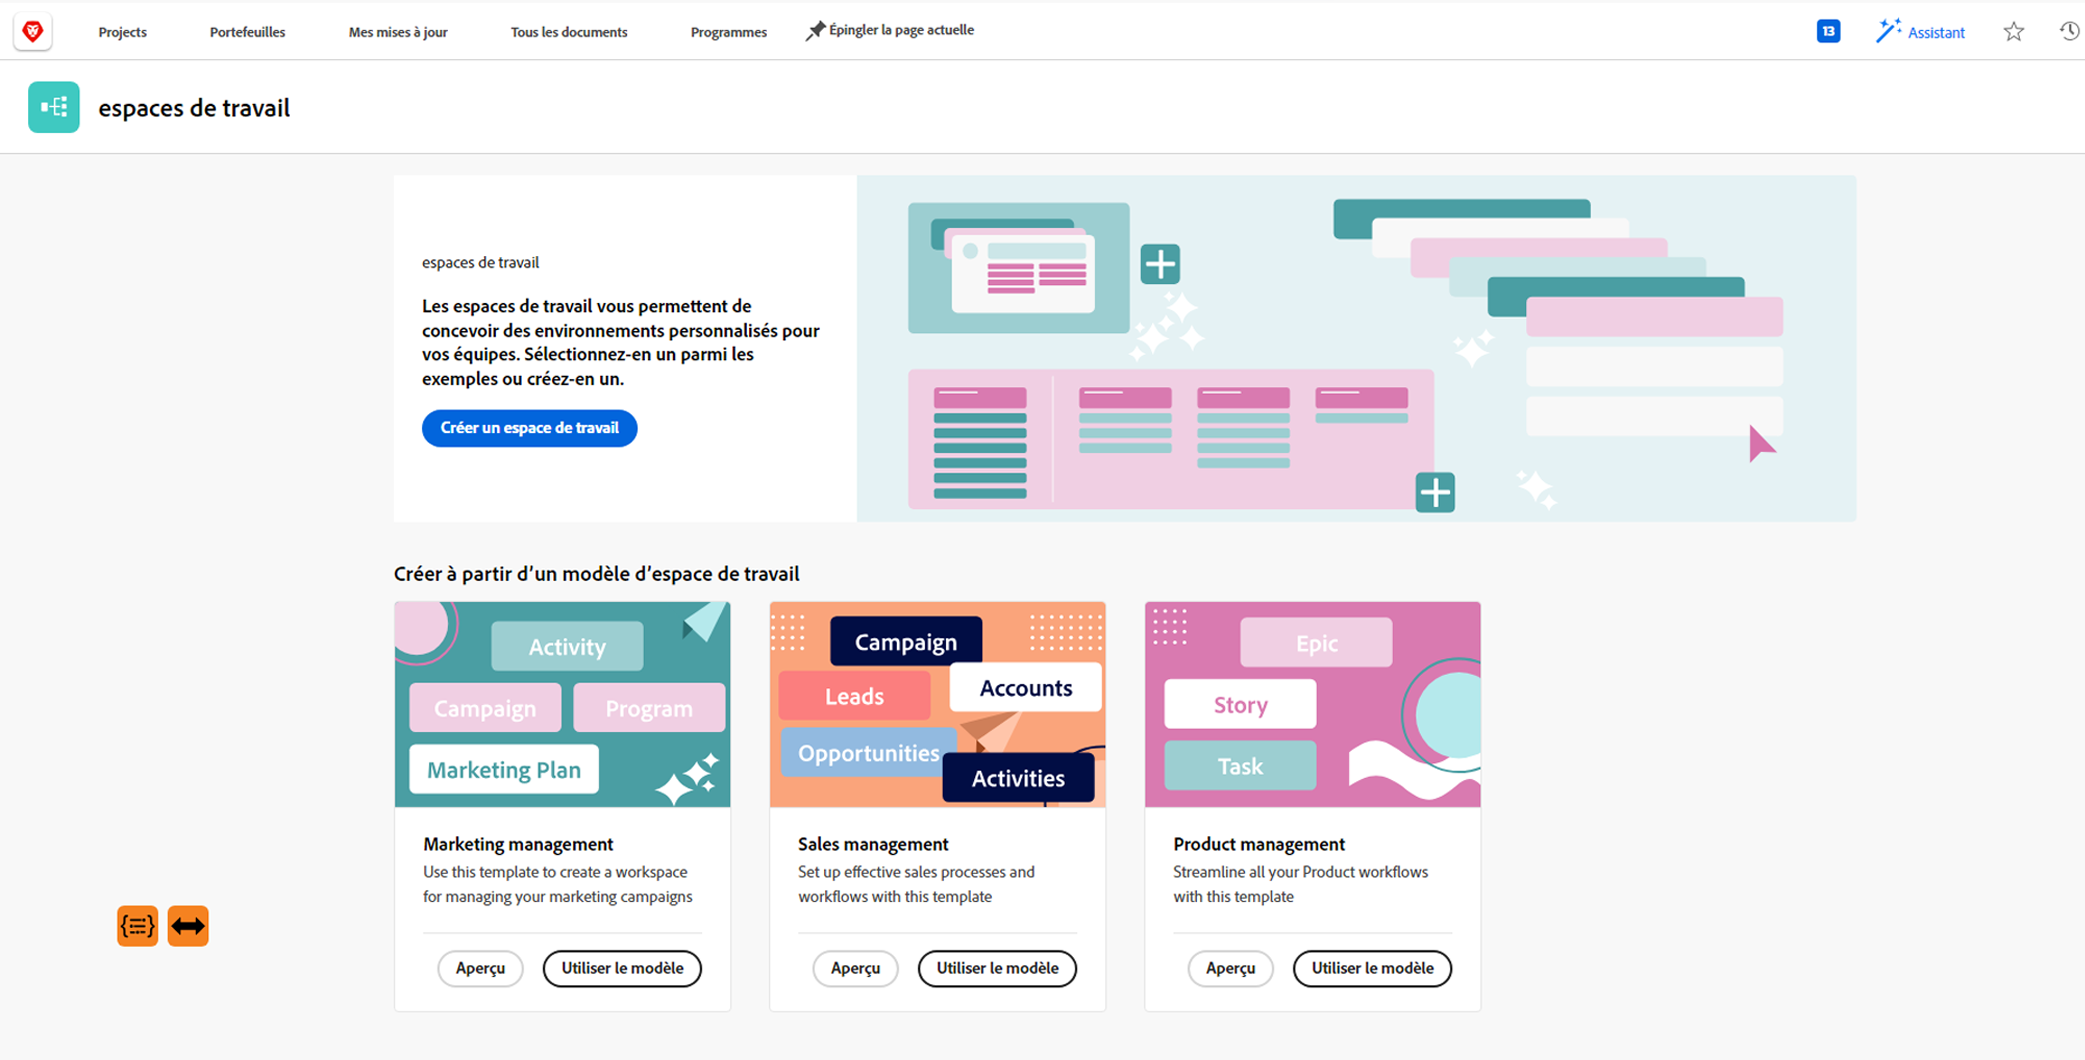 Projects
Portefeuilles
Mes mises à jour
Tous les documents
Programmes
Épingler la page actuelle
13
Assistant
espaces de travail
espaces de travail
Les espaces de travail vous permettent de
concevoir des environnements personnalisés pour
vos équipes. Sélectionnez-en un parmi les
exemples ou créez-en un.
Créer un espace de travail
Créer à partir d’un modèle d’espace de travail
Activity
Campaign
Program
Marketing Plan
Marketing management
Use this template to create a workspace
for managing your marketing campaigns
Aperçu
Utiliser le modèle
Campaign
Leads
Accounts
Opportunities
Activities
Sales management
Set up effective sales processes and
workflows with this template
Aperçu
Utiliser le modèle
Epic
Story
Task
Product management
Streamline all your Product workflows
with this template
Aperçu
Utiliser le modèle